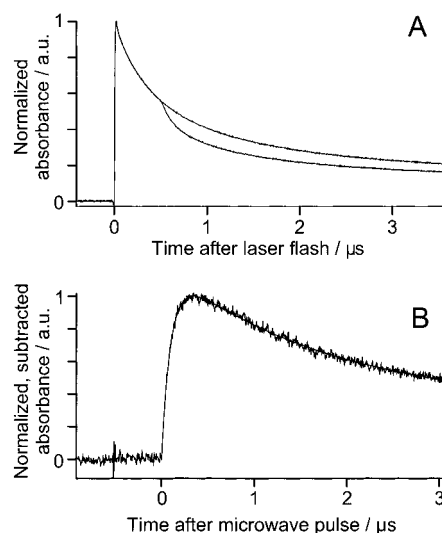 A
Normalized
absorbance / a.u.
1
0
0 1 2 3
Time after laser flash / µs
B
Normalized, subtracted
absorbance / a.u.
1
0
0 1 2 3
Time after microwave pulse / µs